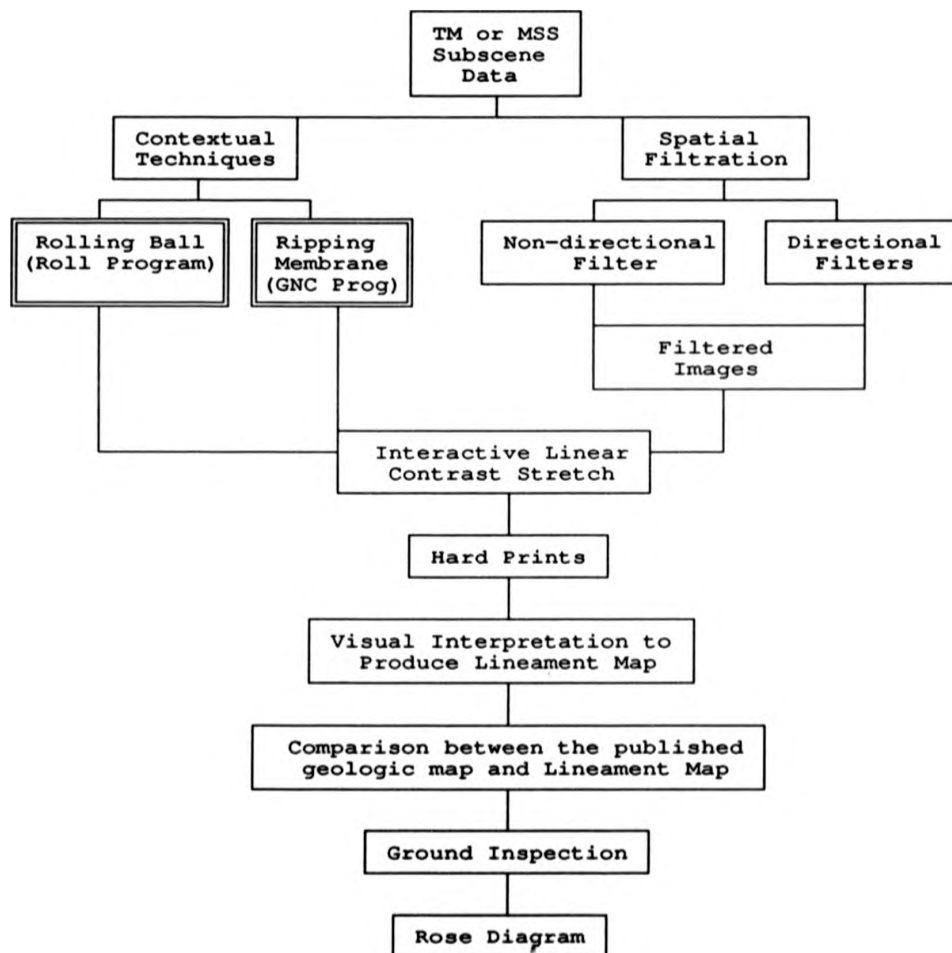 TM or MSS
Subscene
Data
Contextual
Techniques
Spatial
Filtration
Rolling Ball
(Roll Program)
Ripping
Membrane
(GNC Prog)
Non-directional
Filter
Directional
Filters
Filtered
Images
Interactive Linear
Contrast Stretch
Hard Prints
Visual Interpretation to
Produce Lineament Map
Comparison between the published
geologic map and Lineament Map
Ground Inspection
Rose Diagram